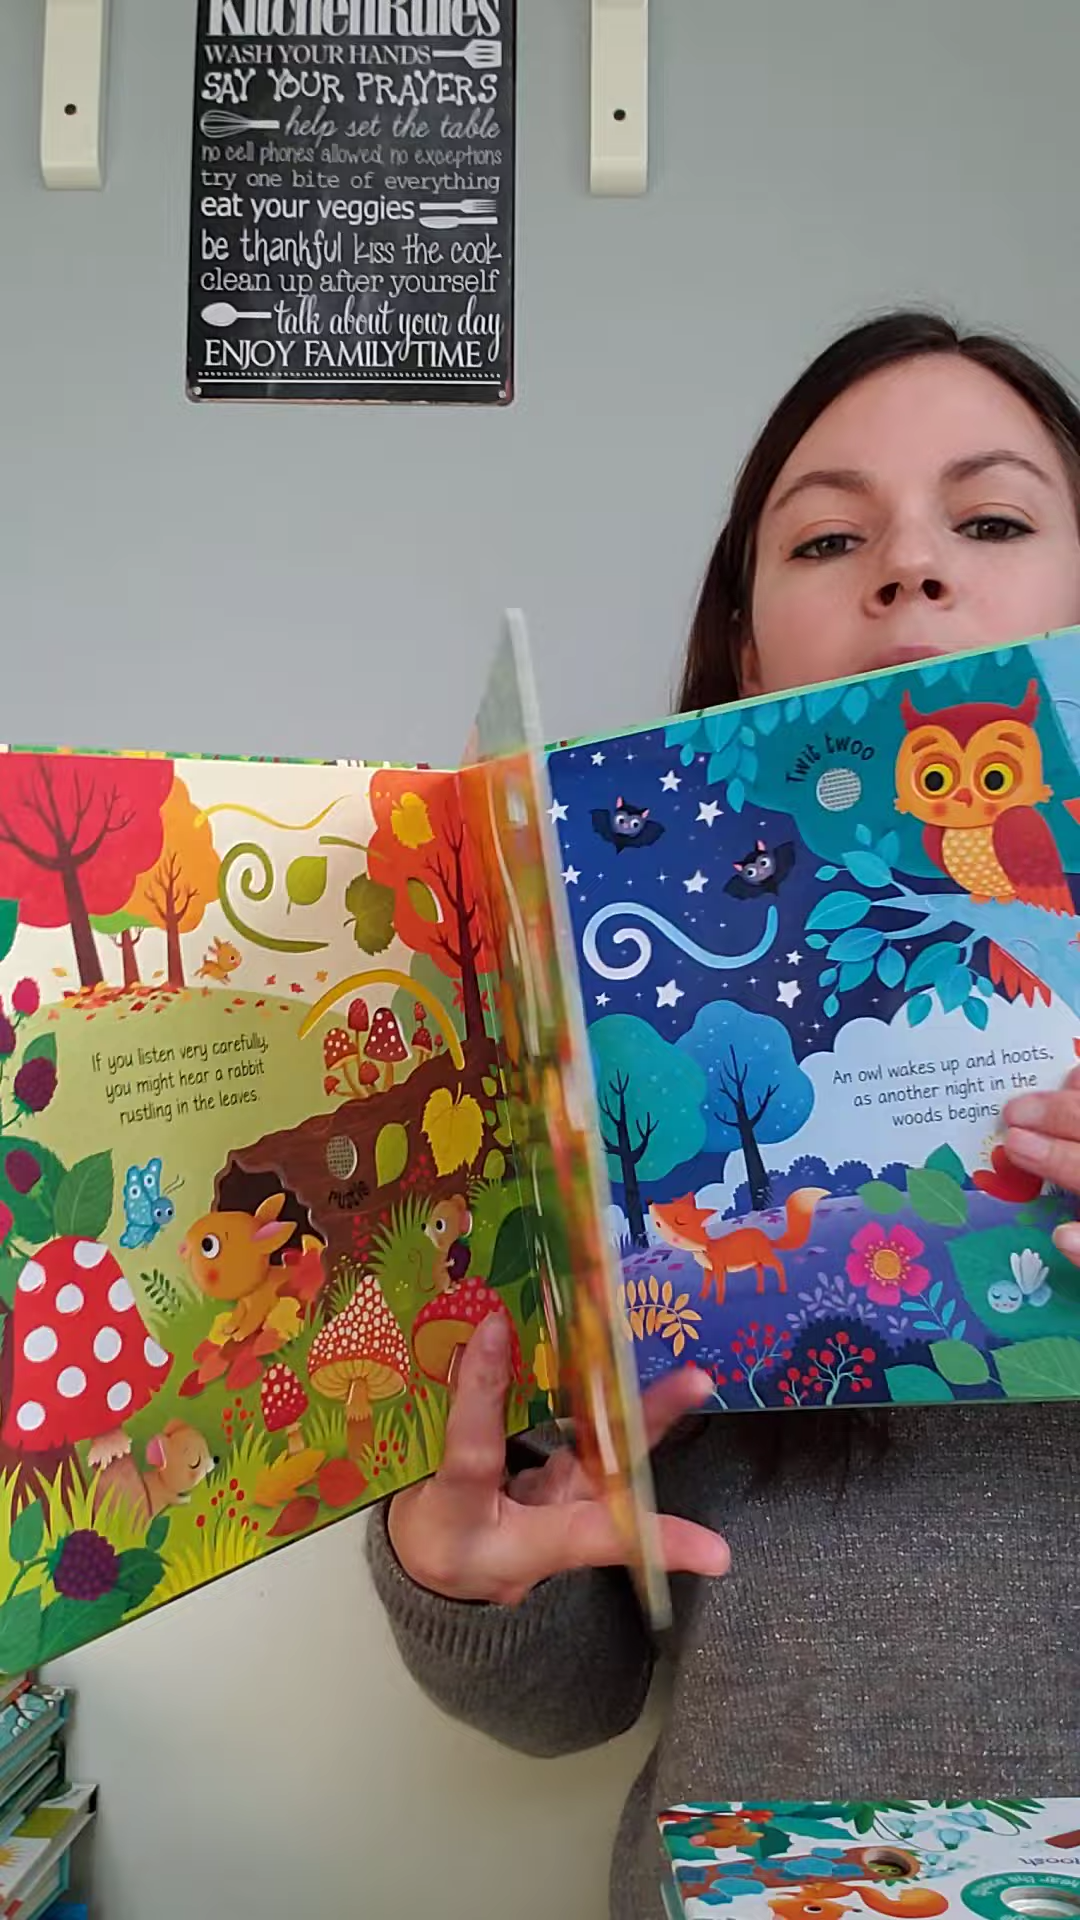 KitchenRules
WASH YOUR HANDS
SAY YOUR PRAYERS
help set the table
no cell phones allowed, no exceptions
try one bite of everything
eat your veggies
be thankful kiss the cook
clean up after yourself
talk about your day
ENJOY FAMILY TIME
If you listen very carefully,
you might hear a rabbit
rustling in the leaves.
rustle
Twit twoo
An owl wakes up and hoots,
as another night in the
woods begins